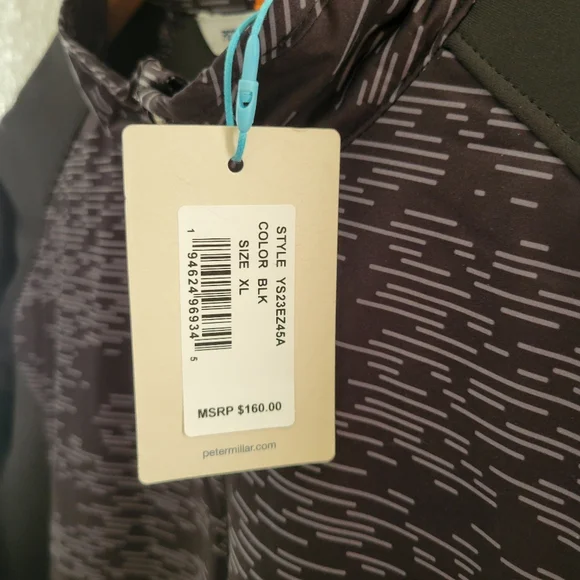 STYLE YS23EZ45A
COLOR BLK
SIZE XL
1 94624 96934 5
MSRP $160.00
petermillar.com